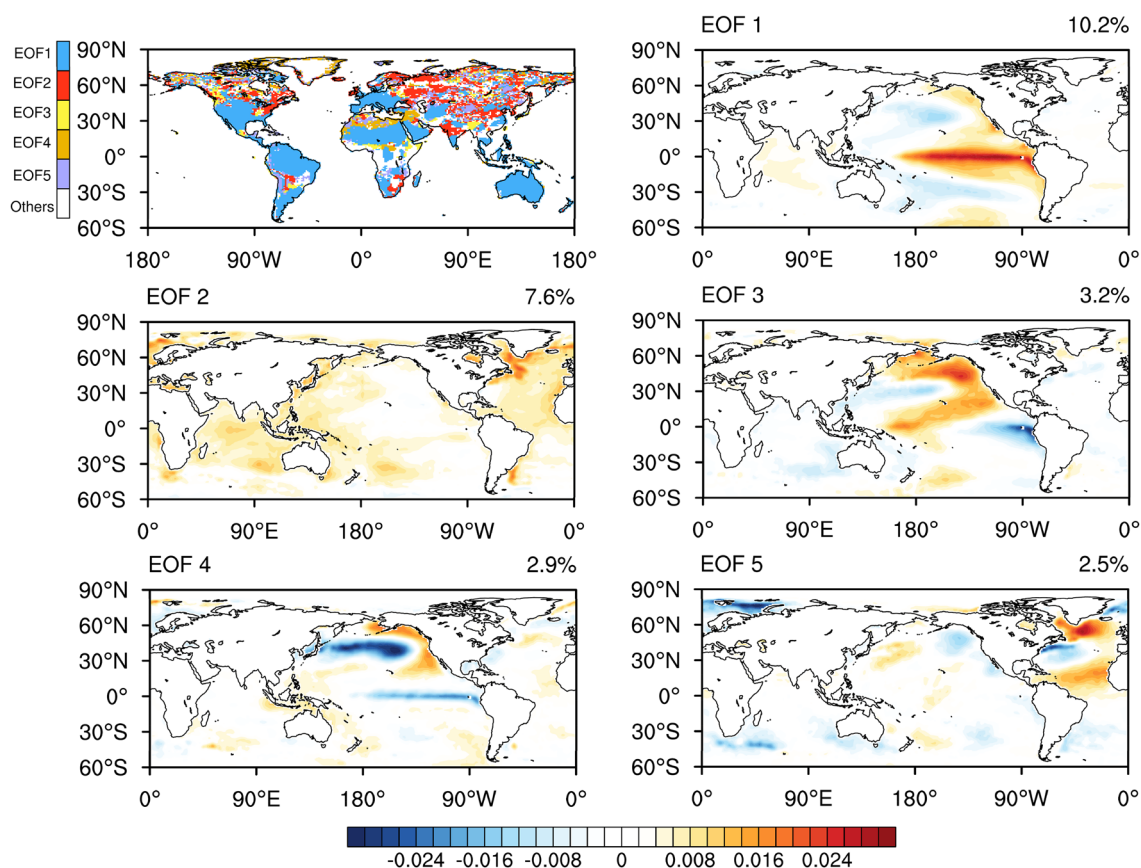 EOF1
EOF2
EOF3
EOF4
EOF5
Others
90°N
60°N
30°N
0°
30°S
60°S
180° 90°W 0° 90°E 180°
EOF 1 10.2%
90°N
60°N
30°N
0°
30°S
60°S
0° 90°E 180° 90°W 0°
EOF 2 7.6%
90°N
60°N
30°N
0°
30°S
60°S
0° 90°E 180° 90°W 0°
EOF 3 3.2%
90°N
60°N
30°N
0°
30°S
60°S
0° 90°E 180° 90°W 0°
EOF 4 2.9%
90°N
60°N
30°N
0°
30°S
60°S
0° 90°E 180° 90°W 0°
EOF 5 2.5%
90°N
60°N
30°N
0°
30°S
60°S
0° 90°E 180° 90°W 0°
-0.024 -0.016 -0.008 0 0.008 0.016 0.024